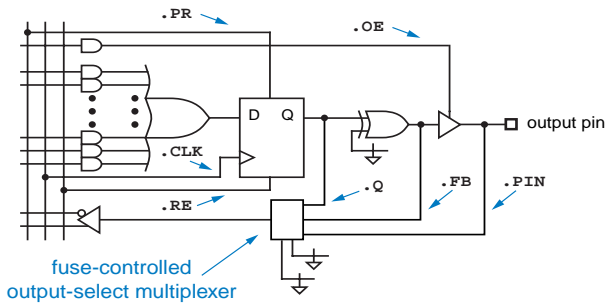 .PR
.OE
D Q
output pin
.CLK
.RE
.Q
.FB
.PIN
fuse-controlled
output-select multiplexer